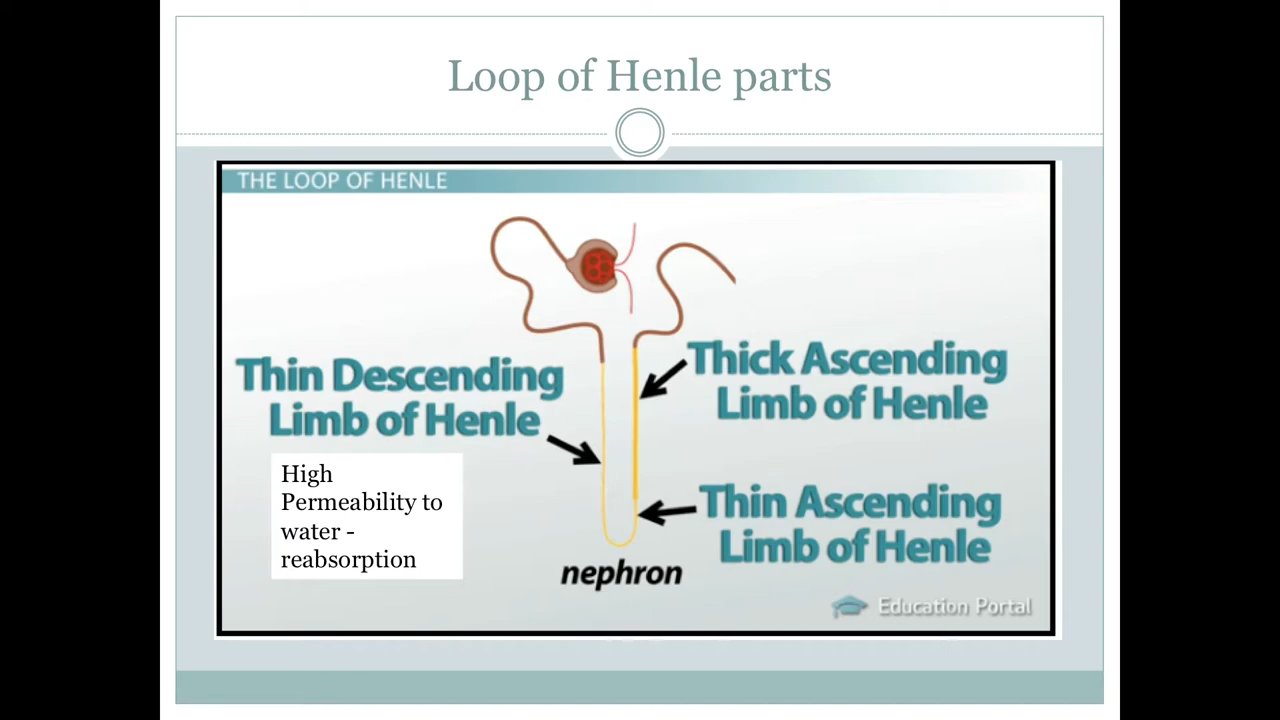 Loop of Henle parts
THE LOOP OF HENLE
Thin Descending
Limb of Henle
High
Permeability to
water -
reabsorption
Thick Ascending
Limb of Henle
Thin Ascending
Limb of Henle
nephron
Education Portal